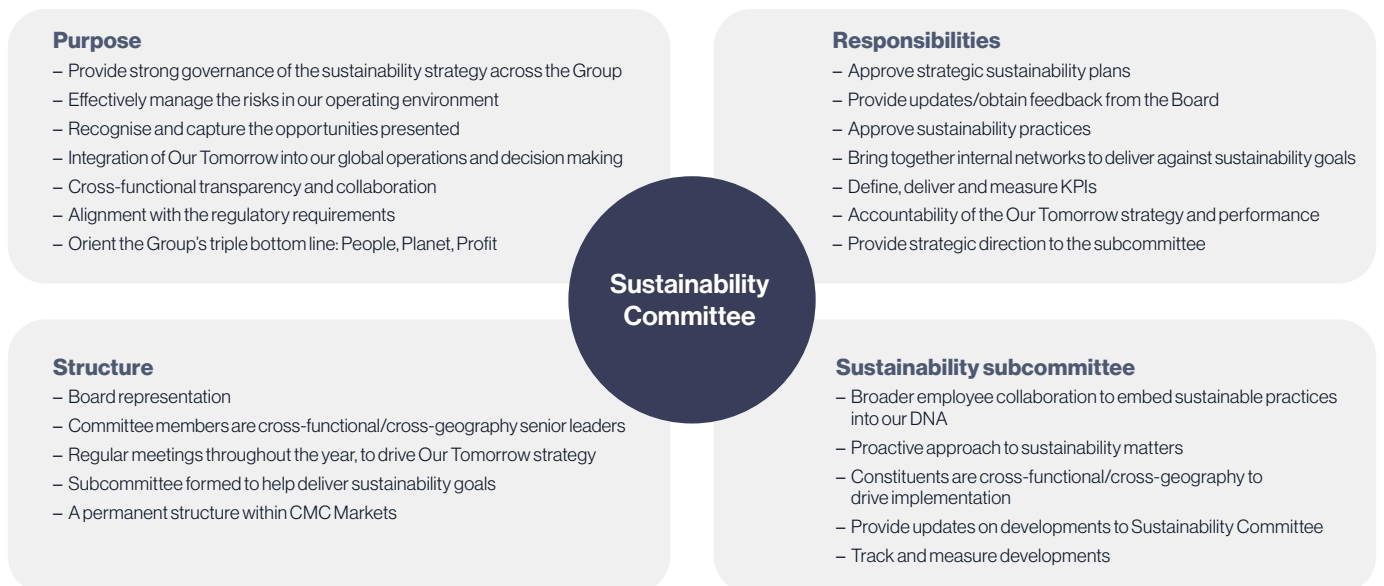 Purpose
– Provide strong governance of the sustainability strategy across the Group
– Effectively manage the risks in our operating environment
– Recognise and capture the opportunities presented
– Integration of Our Tomorrow into our global operations and decision making
– Cross-functional transparency and collaboration
– Alignment with the regulatory requirements
– Orient the Group's triple bottom line: People, Planet, Profit
Responsibilities
– Approve strategic sustainability plans
– Provide updates/obtain feedback from the Board
– Approve sustainability practices
– Bring together internal networks to deliver against sustainability goals
– Define, deliver and measure KPIs
– Accountability of the Our Tomorrow strategy and performance
– Provide strategic direction to the subcommittee
Sustainability
Committee
Structure
– Board representation
– Committee members are cross-functional/cross-geography senior leaders
– Regular meetings throughout the year, to drive Our Tomorrow strategy
– Subcommittee formed to help deliver sustainability goals
– A permanent structure within CMC Markets
Sustainability subcommittee
– Broader employee collaboration to embed sustainable practices
into our DNA
– Proactive approach to sustainability matters
– Constituents are cross-functional/cross-geography to
drive implementation
– Provide updates on developments to Sustainability Committee
– Track and measure developments